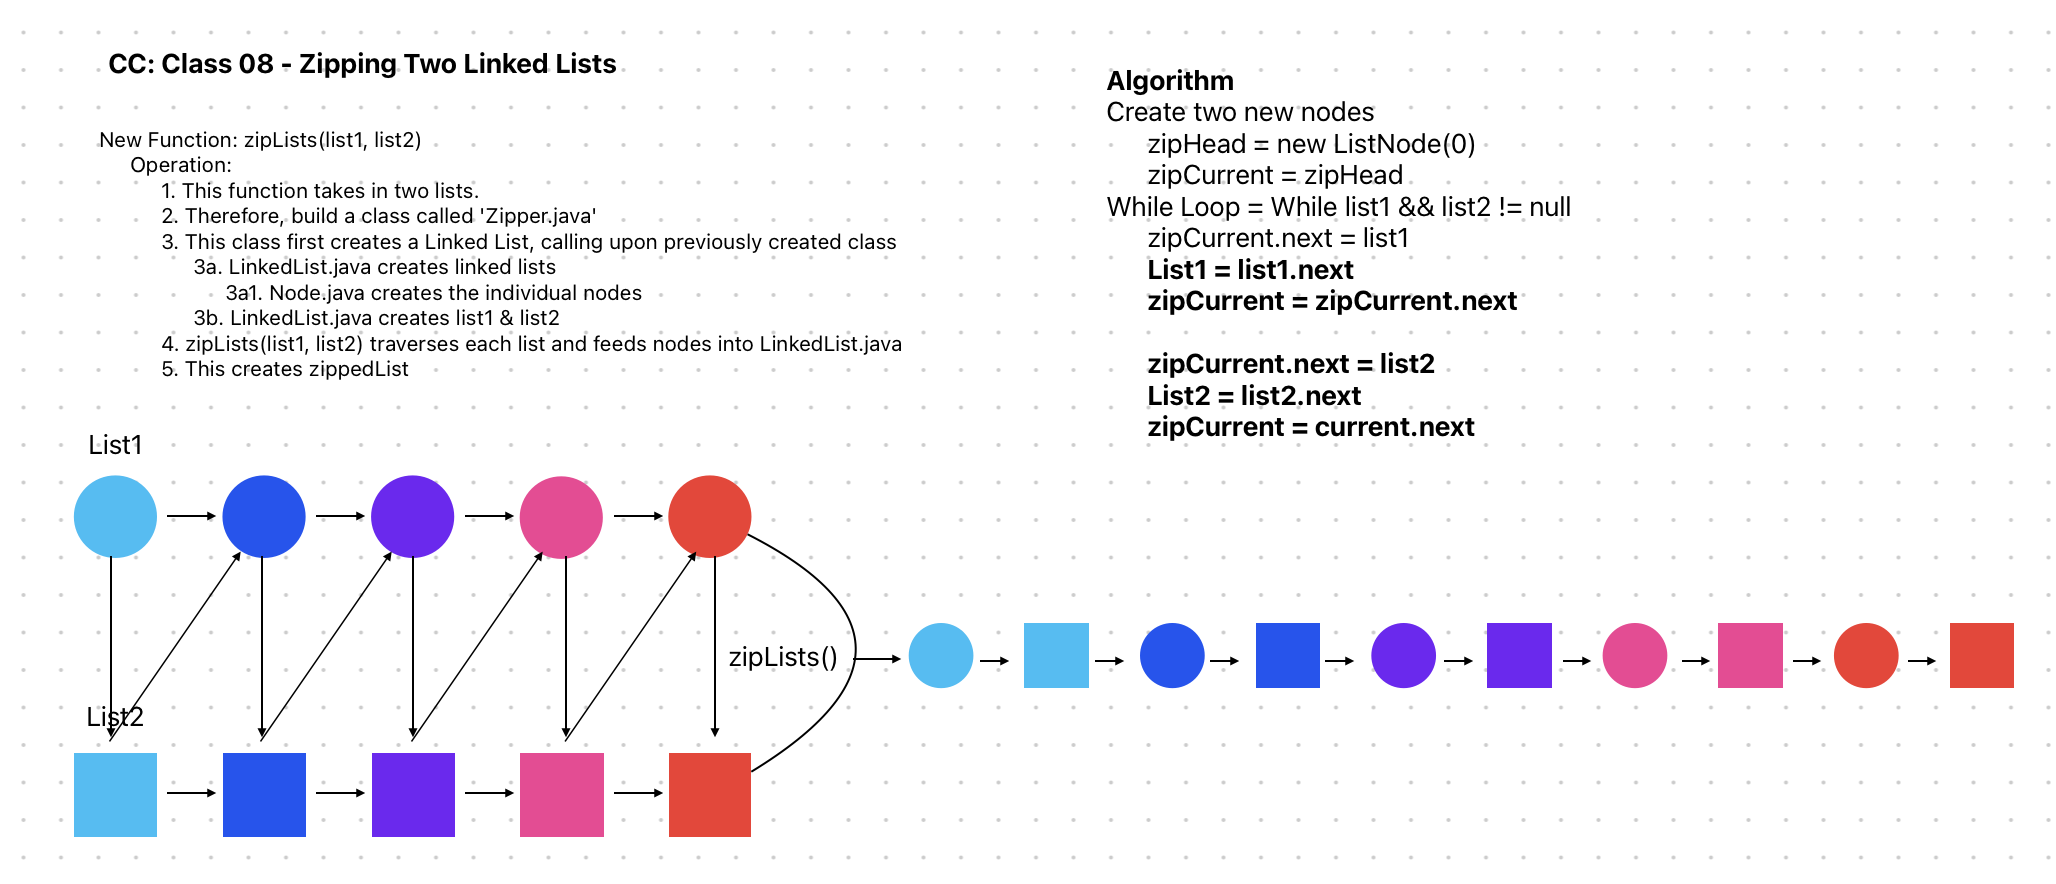 CC: Class 08 - Zipping Two Linked Lists
New Function: zipLists(list1, list2)
Operation:
1. This function takes in two lists.
2. Therefore, build a class called 'Zipper.java'
3. This class first creates a Linked List, calling upon previously created class
3a. LinkedList.java creates linked lists
3a1. Node.java creates the individual nodes
3b. LinkedList.java creates list1 & list2
4. zipLists(list1, list2) traverses each list and feeds nodes into LinkedList.java
5. This creates zippedList
Algorithm
Create two new nodes
zipHead = new ListNode(0)
zipCurrent = zipHead
While Loop = While list1 && list2 != null
zipCurrent.next = list1
List1 = list1.next
zipCurrent = zipCurrent.next
zipCurrent.next = list2
List2 = list2.next
zipCurrent = current.next
List1
zipLists()
List2